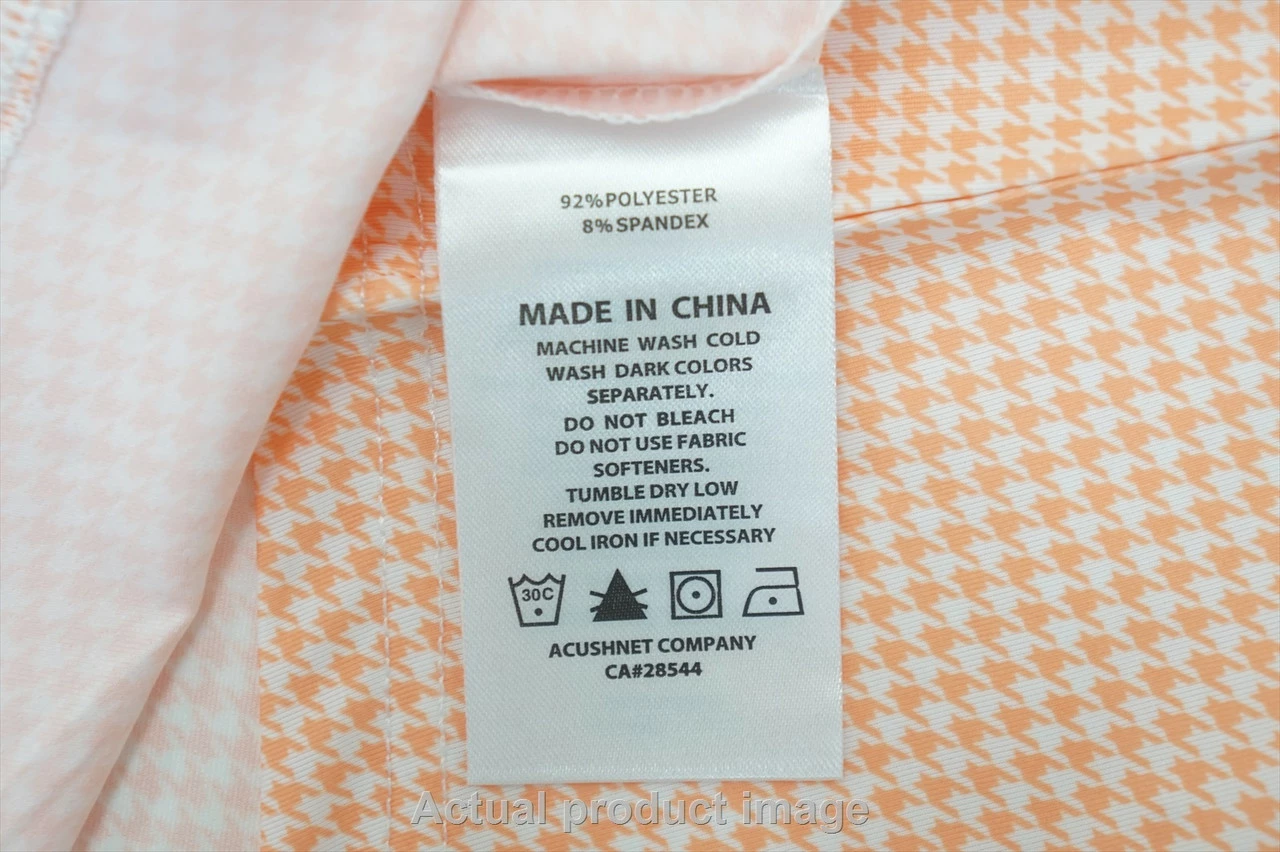 92%POLYESTER
8%SPANDEX
MADE IN CHINA
MACHINE WASH COLD
WASH DARK COLORS
SEPARATELY.
DO NOT BLEACH
DO NOT USE FABRIC
SOFTENERS.
TUMBLE DRY LOW
REMOVE IMMEDIATELY
COOL IRON IF NECESSARY
30C
ACUSHNET COMPANY
CA#28544
Actual product image